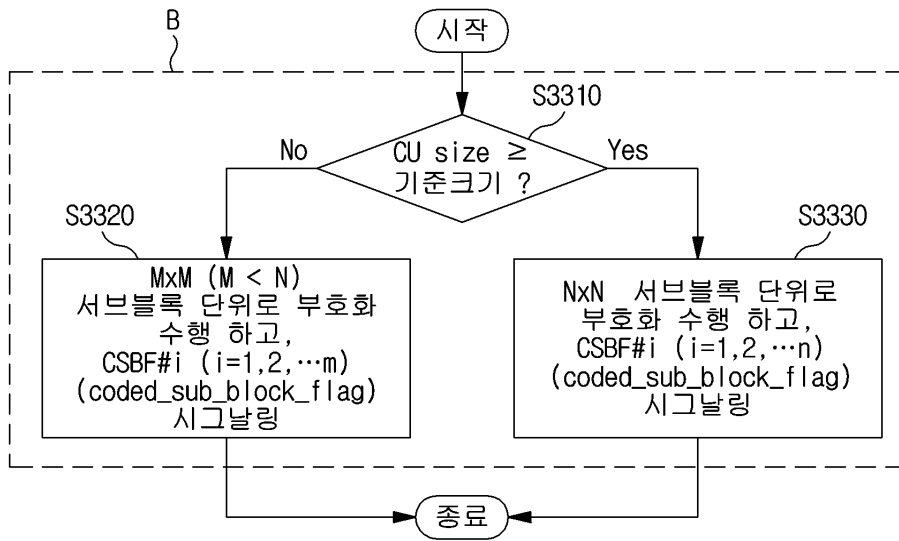 B
시작
S3310
CU size ≥
기준크기 ?
No
Yes
S3320
MxM (M < N)
서브블록 단위로 부호화
수행 하고,
CSBF#i (i=1,2,…m)
(coded_sub_block_flag)
시그날링
S3330
NxN 서브블록 단위로
부호화 수행 하고,
CSBF#i (i=1,2,…n)
(coded_sub_block_flag)
시그날링
종료